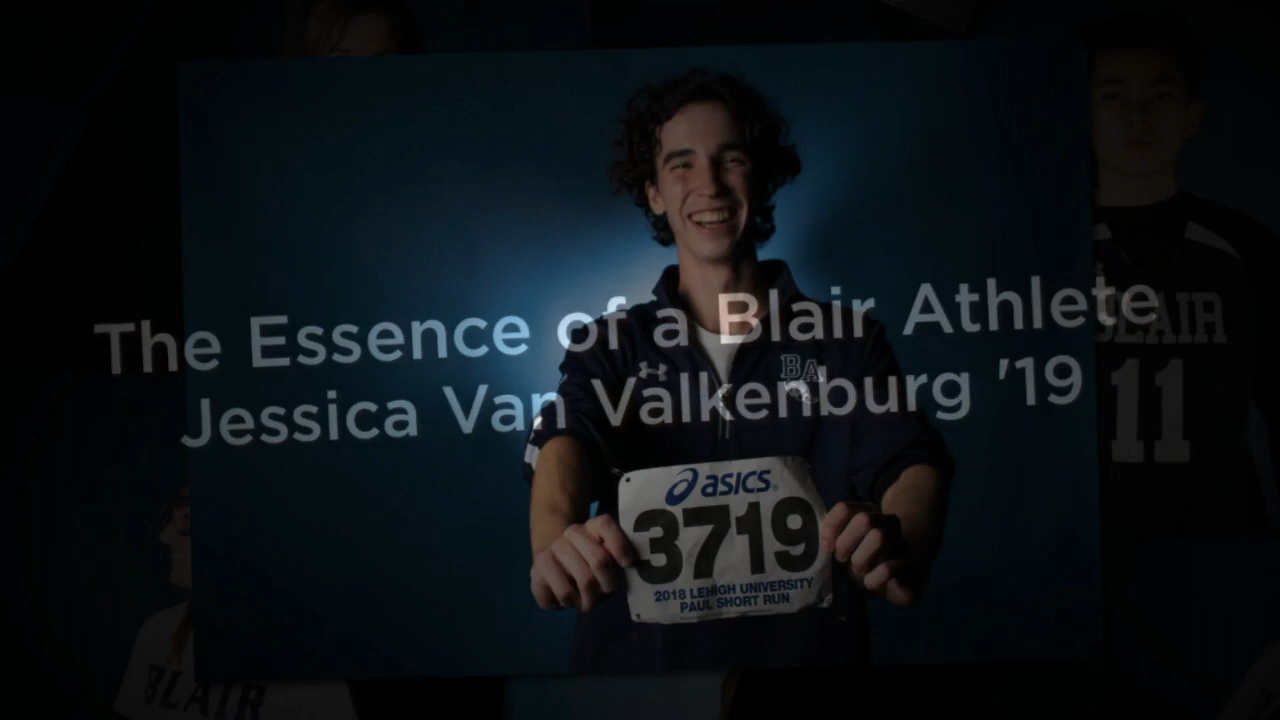 The Essence of a Blair Athlete
Jessica Van Valkenburg '19
BA
asics
3719
2018 LEHIGH UNIVERSITY
PAUL SHORT RUN
BLAIR
11
BLAIR